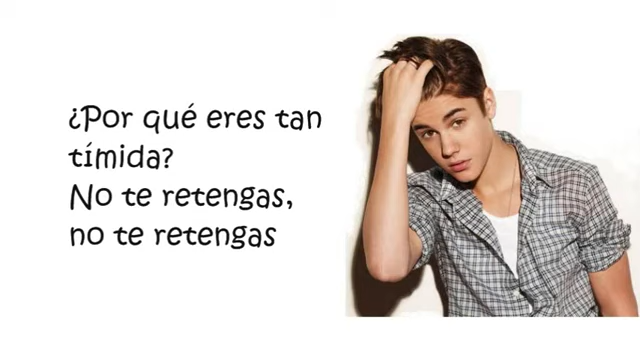 ¿Por qué eres tan
tímida?
No te retengas,
no te retengas